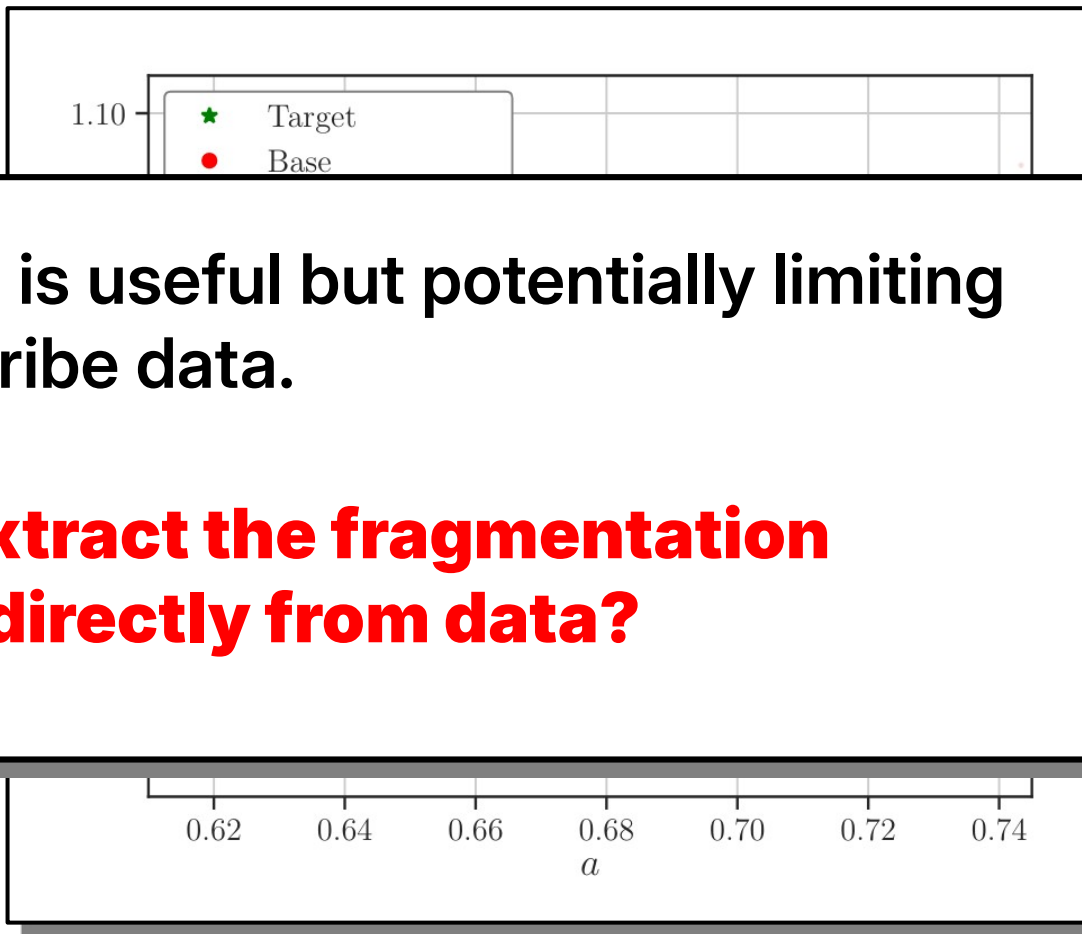 1.10
Target
Base
is useful but potentially limiting
ribe data.
xtract the fragmentation
directly from data?
0.62 0.64 0.66 0.68 0.70 0.72 0.74
a